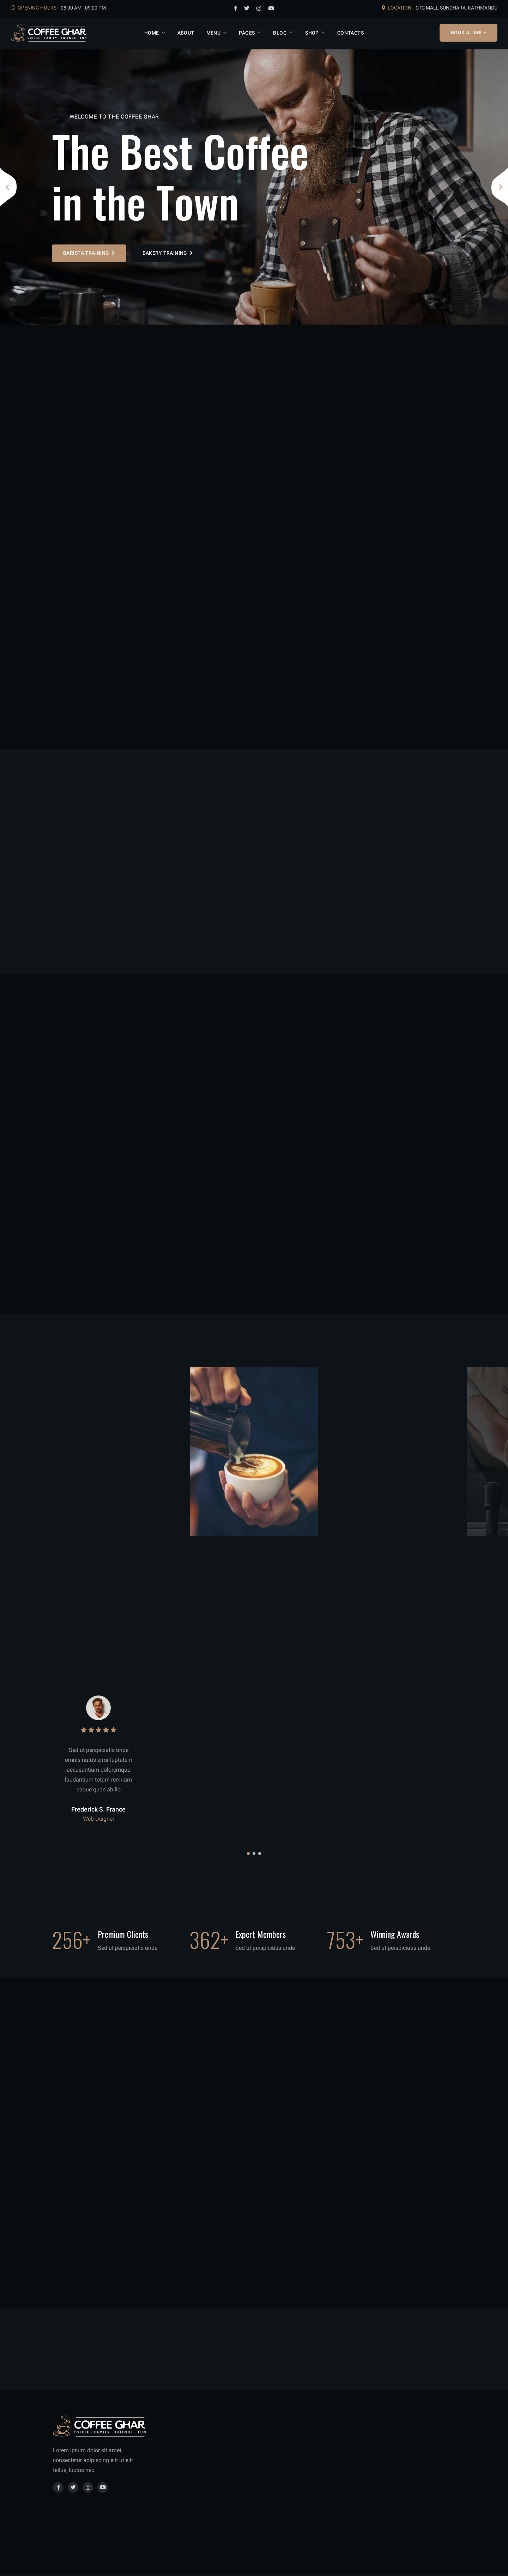 OPENING HOURS: 08:00 AM - 09:00 PM
LOCATION : CTC MALL SUNDHARA, KATHMANDU
COFFEE GHAR
COFFEE · FAMILY · FRIENDS · FUN
HOME ABOUT MENU PAGES BLOG SHOP CONTACTS
BOOK A TABLE
WELCOME TO THE COFFEE GHAR
The Best Coffee
in the Town
BARISTA TRAINING
BAKERY TRAINING
Sed ut perspiciatis unde
omnis natus error luptatem
accusantium doloremque
laudantium totam remriam
eaque quae abillo
Frederick S. France
Web Deigner
256+
Premium Clients
Sed ut perspiciatis unde
362+
Expert Members
Sed ut perspiciatis unde
753+
Winning Awards
Sed ut perspiciatis unde
COFFEE GHAR
COFFEE · FAMILY · FRIENDS · FUN
Lorem ipsum dolor sit amet,
consectetur adipiscing elit ut elit
tellus, luctus nec.